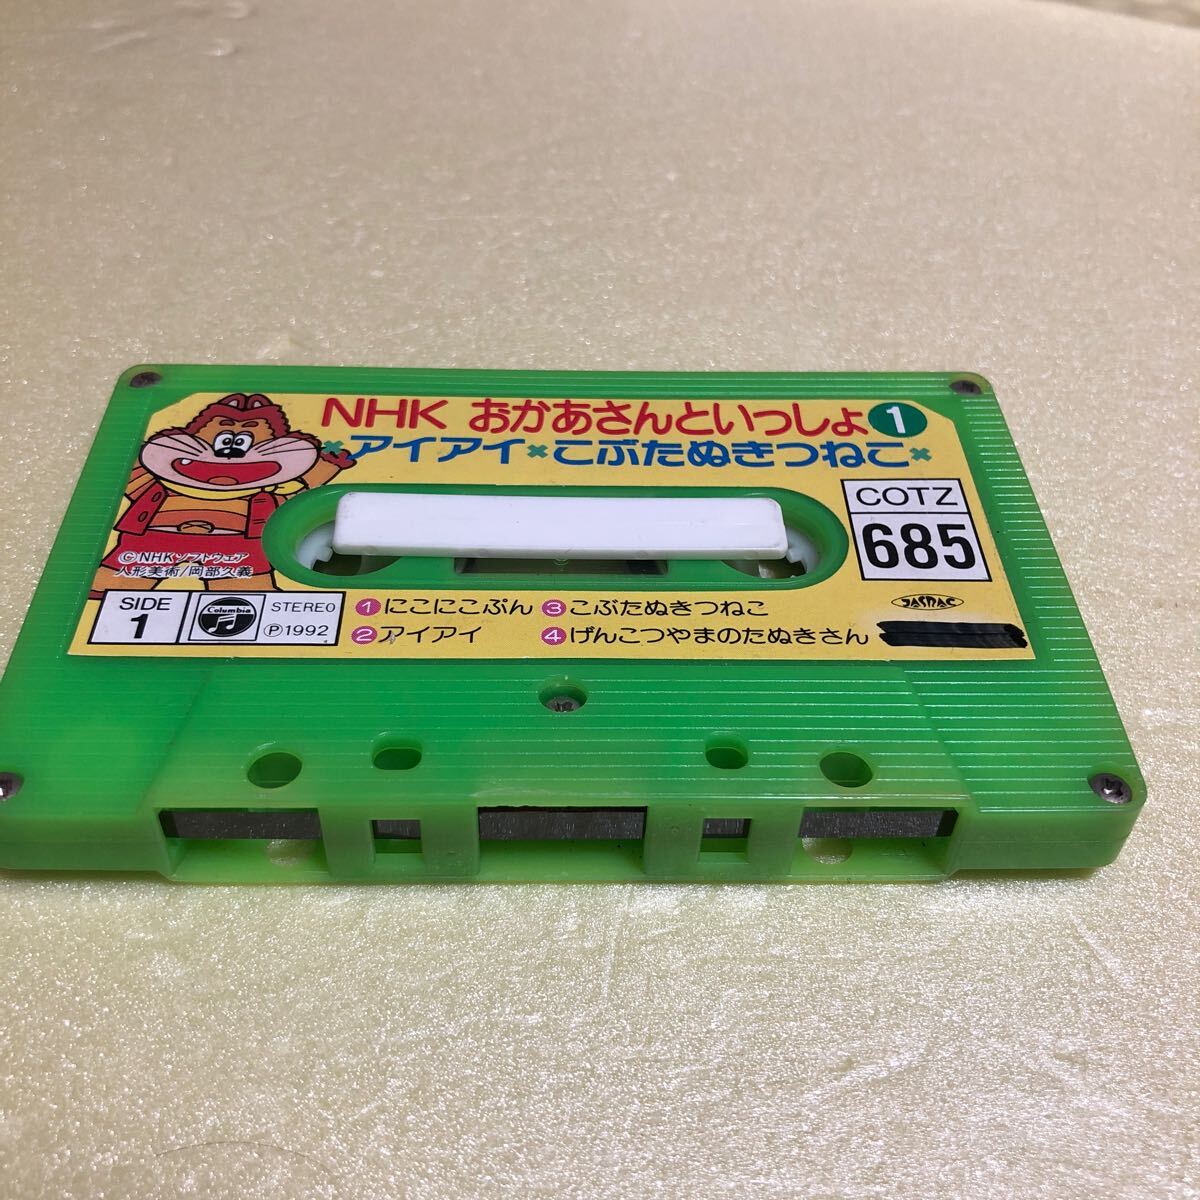 NHK おかあさんといっしょ 1
×アイアイ×こぶたぬきつねこ×
COTZ
685
©NHKソフトウェア
人形美術/岡部久義
SIDE
1
Columbia
STEREO
Ⓟ1992
1 にこにこぷん
2 アイアイ
3 こぶたぬきつねこ
4 げんこつやまのたぬきさん
JASRAC